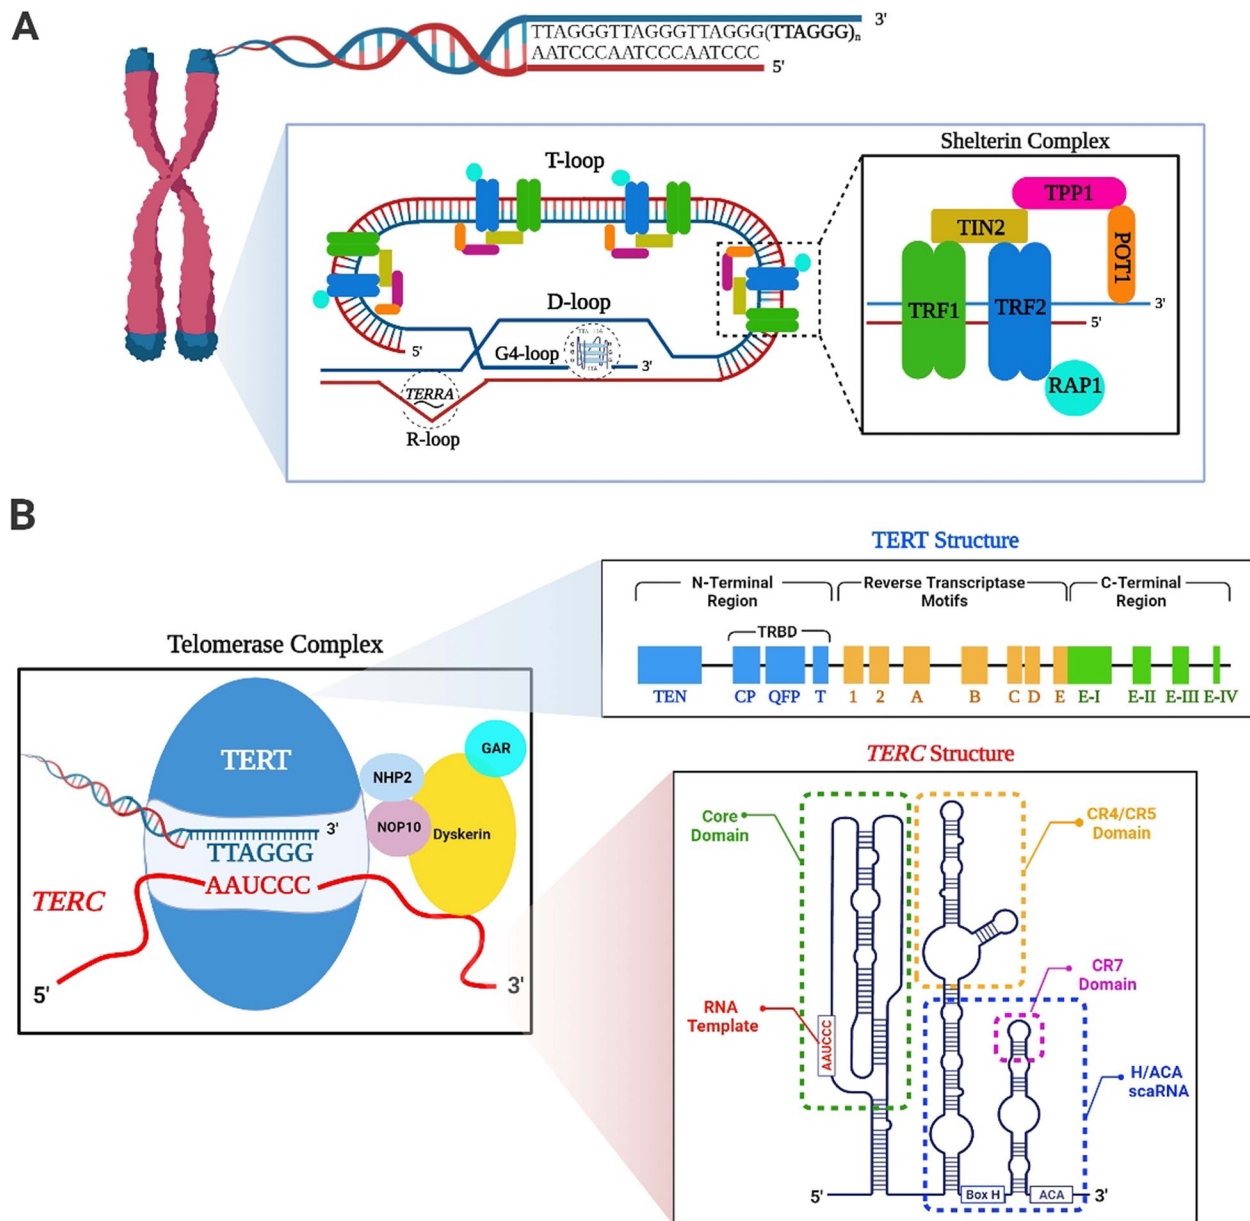 A
TTAGGGTTAGGGTTAGGG(TTAGGG)n
3'
AATCCCAATCCCAATCCC
5'
T-loop
D-loop
G4-loop
3'
5'
TERRA
R-loop
Shelterin Complex
TPP1
TIN2
POT1
TRF1
TRF2
3'
5'
RAP1
B
Telomerase Complex
TERT
NHP2
GAR
NOP10
Dyskerin
3'
TTAGGG
AAUCCC
TERC
5'
3'
TERT Structure
N-Terminal
Region
Reverse Transcriptase
Motifs
C-Terminal
Region
TRBD
TEN CP QFP T 1 2 A B C D E E-I E-II E-III E-IV
TERC Structure
Core
Domain
CR4/CR5
Domain
CR7
Domain
RNA
Template
AAUCCC
H/ACA
scaRNA
5'
Box H
ACA
3'